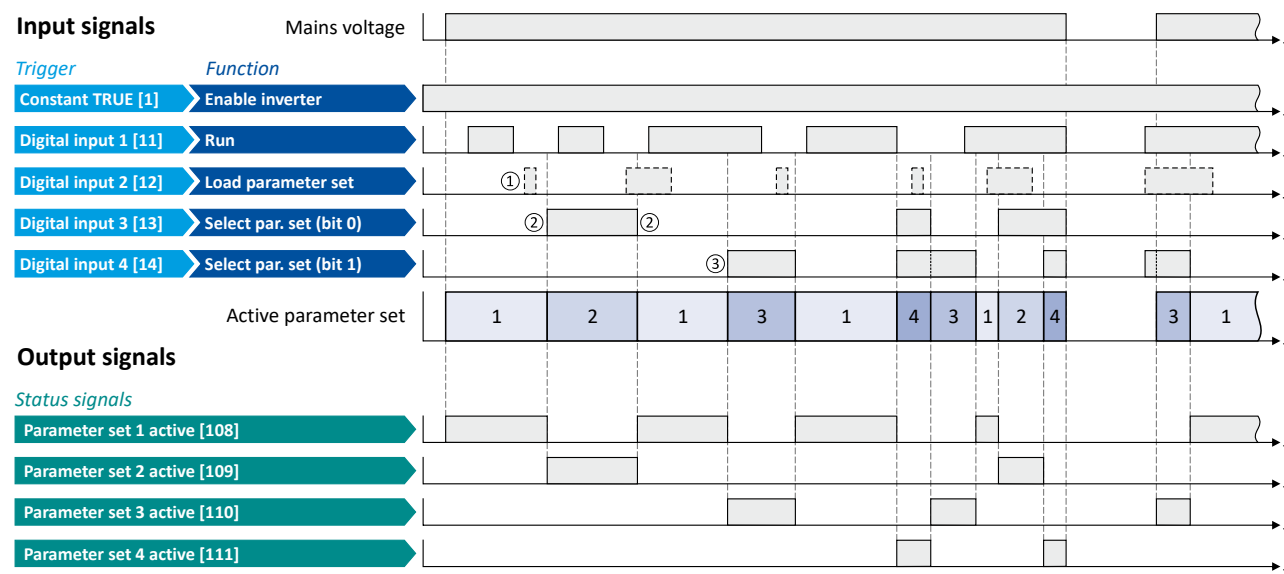 Input signals
Mains voltage
Trigger Function
Constant TRUE [1] Enable inverter
Digital input 1 [11] Run
Digital input 2 [12] Load parameter set ①
Digital input 3 [13] Select par. set (bit 0) ② ②
Digital input 4 [14] Select par. set (bit 1) ③
Active parameter set 1 2 1 3 1 4 3 1 2 4 3 1
Output signals
Status signals
Parameter set 1 active [108]
Parameter set 2 active [109]
Parameter set 3 active [110]
Parameter set 4 active [111]